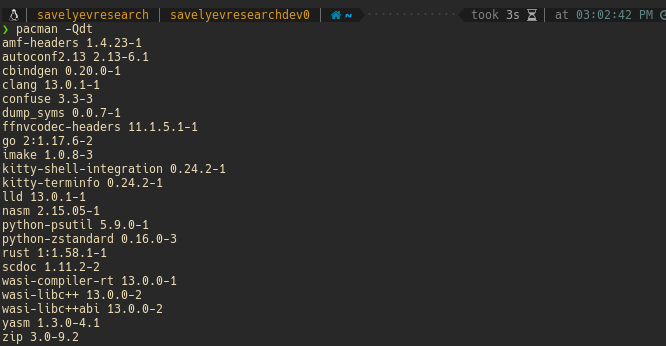 savelyevresearch | savelyevresearchdev0 | ~ ············· took 3s | at 03:02:42 PM
❯ pacman -Qdt
amf-headers 1.4.23-1
autoconf2.13 2.13-6.1
cbindgen 0.20.0-1
clang 13.0.1-1
confuse 3.3-3
dump_syms 0.0.7-1
ffnvcodec-headers 11.1.5.1-1
go 2:1.17.6-2
imake 1.0.8-3
kitty-shell-integration 0.24.2-1
kitty-terminfo 0.24.2-1
lld 13.0.1-1
nasm 2.15.05-1
python-psutil 5.9.0-1
python-zstandard 0.16.0-3
rust 1:1.58.1-1
scdoc 1.11.2-2
wasi-compiler-rt 13.0.0-1
wasi-libc++ 13.0.0-2
wasi-libc++abi 13.0.0-2
yasm 1.3.0-4.1
zip 3.0-9.2